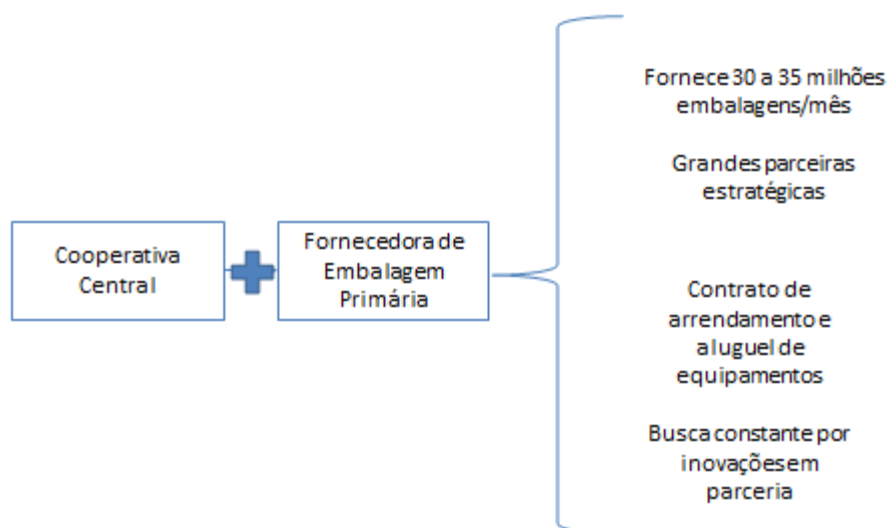 Cooperativa
Central
Fornecedora de
Embalagem
Primária
Fornece 30 a 35 milhões
embalagens/mês
Grandes parceiras
estratégicas
Contrato de
arrendamento e
aluguel de
equipamentos
Busca constante por
inovações em
parceria